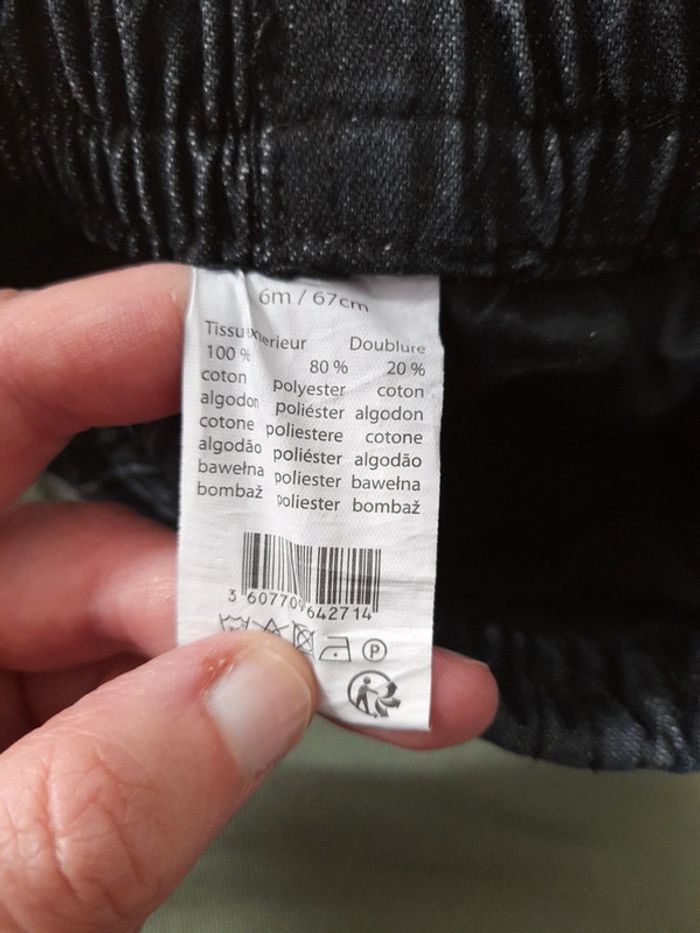 6m / 67cm
Tissu exterieur Doublure
100 % 80 % 20 %
coton polyester coton
algodon poliéster algodon
cotone poliestere cotone
algodão poliéster algodão
bawełna poliester bawełna
bombaž poliester bombaž
3 607709 642714
P